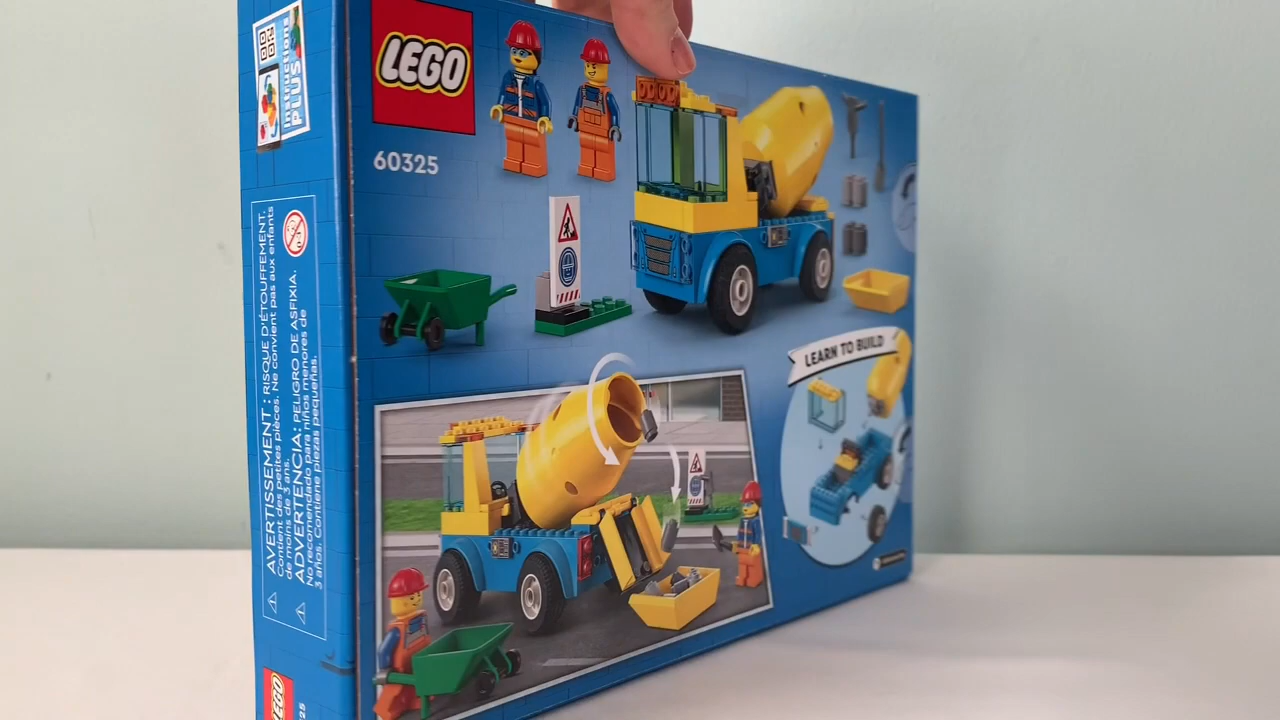 Instructions
PLUS
AVERTISSEMENT : RISQUE D'ÉTOUFFEMENT.
Contient des petites pièces. Ne convient pas aux enfants
de moins de 3 ans.
ADVERTENCIA: PELIGRO DE ASFIXIA.
No recomendado para niños menores de
3 años. Contiene piezas pequeñas.
LEGO
25
LEGO
60325
LEARN TO BUILD